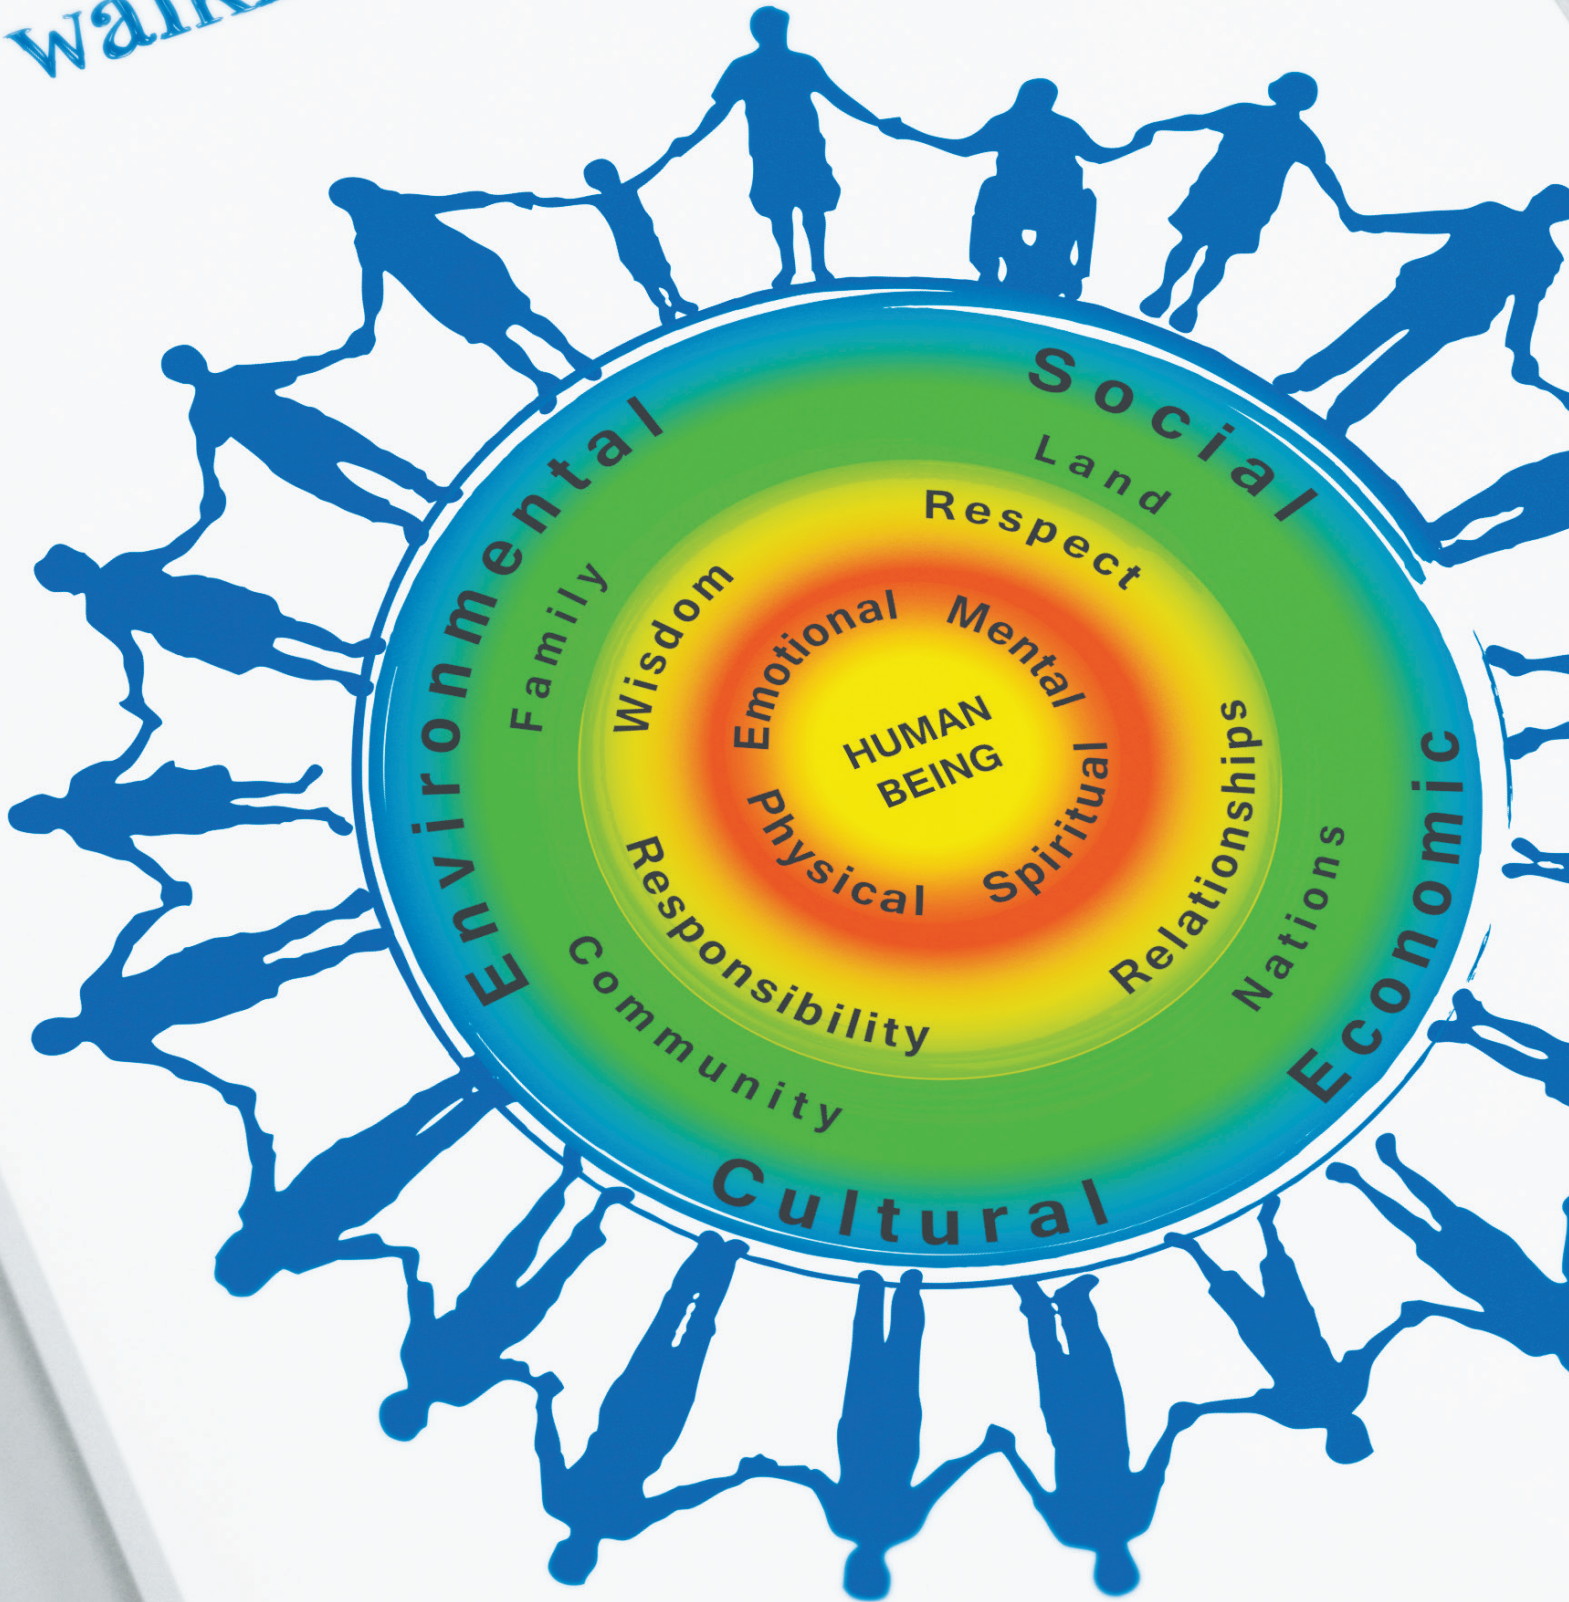 Social
Environmental
Economic
Cultural
Land
Family
Nations
Community
Respect
Wisdom
Relationships
Responsibility
Emotional
Mental
Physical
Spiritual
HUMAN
BEING